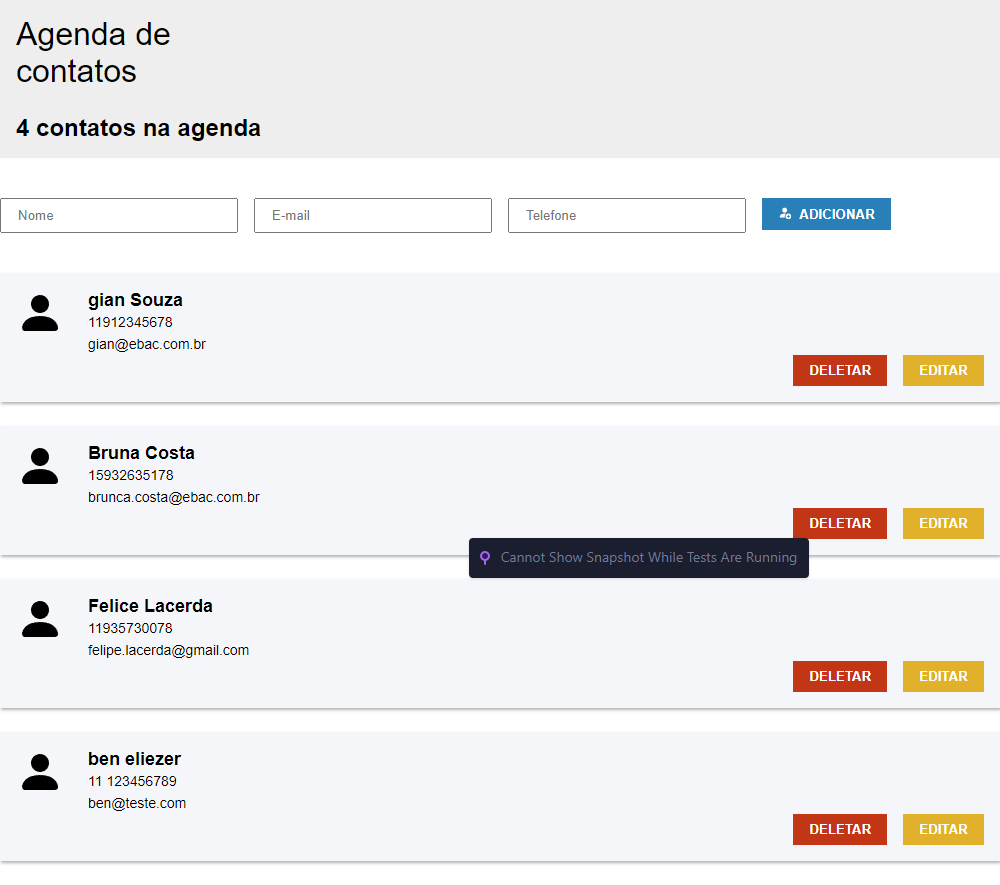 Agenda de
contatos
4 contatos na agenda
Nome
E-mail
Telefone
ADICIONAR
gian Souza
11912345678
gian@ebac.com.br
DELETAR
EDITAR
Bruna Costa
15932635178
brunca.costa@ebac.com.br
DELETAR
EDITAR
Cannot Show Snapshot While Tests Are Running
Felice Lacerda
11935730078
felipe.lacerda@gmail.com
DELETAR
EDITAR
ben eliezer
11 123456789
ben@teste.com
DELETAR
EDITAR